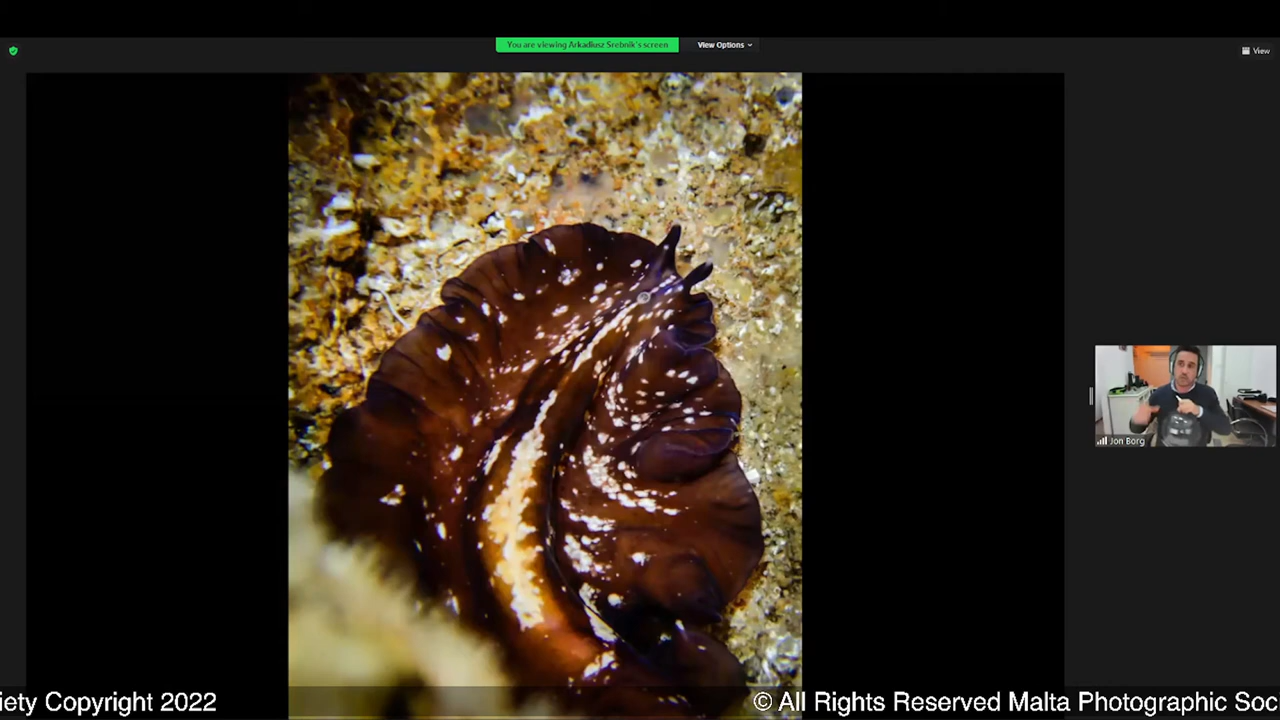 You are viewing Arkadiusz Srebnik's screen
View Options
View
Jon Borg
iety Copyright 2022
© All Rights Reserved Malta Photographic Soc